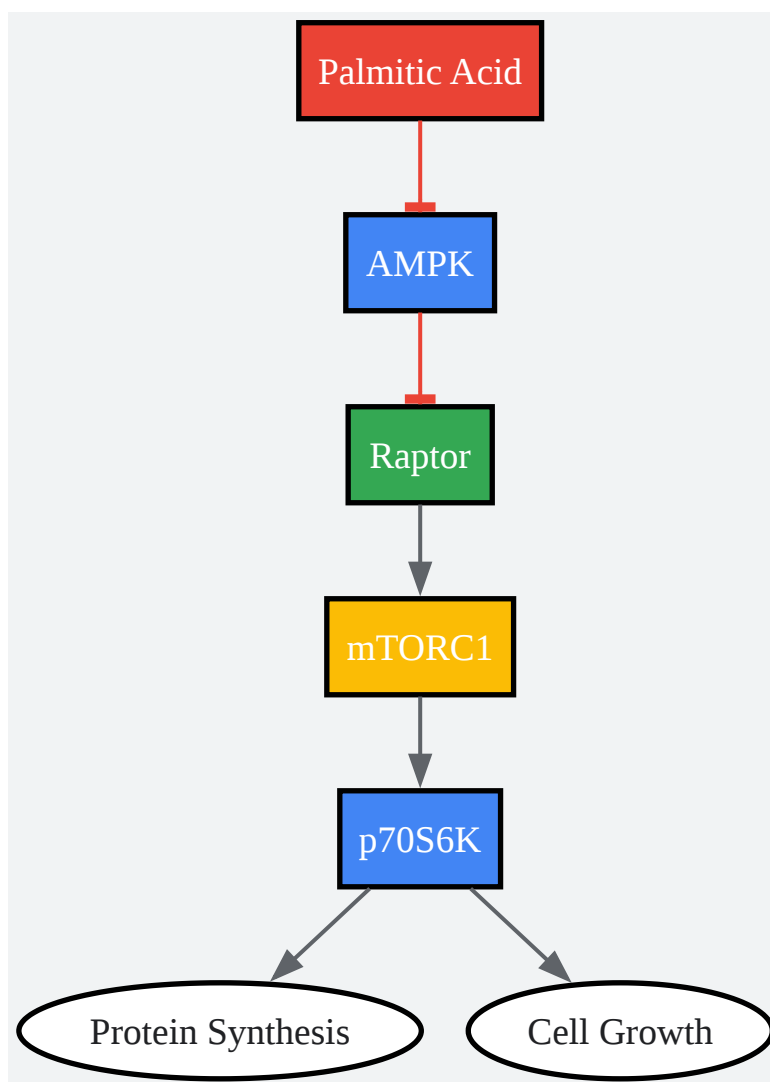 Palmitic Acid
AMPK
Raptor
mTORC1
p70S6K
Protein Synthesis
Cell Growth